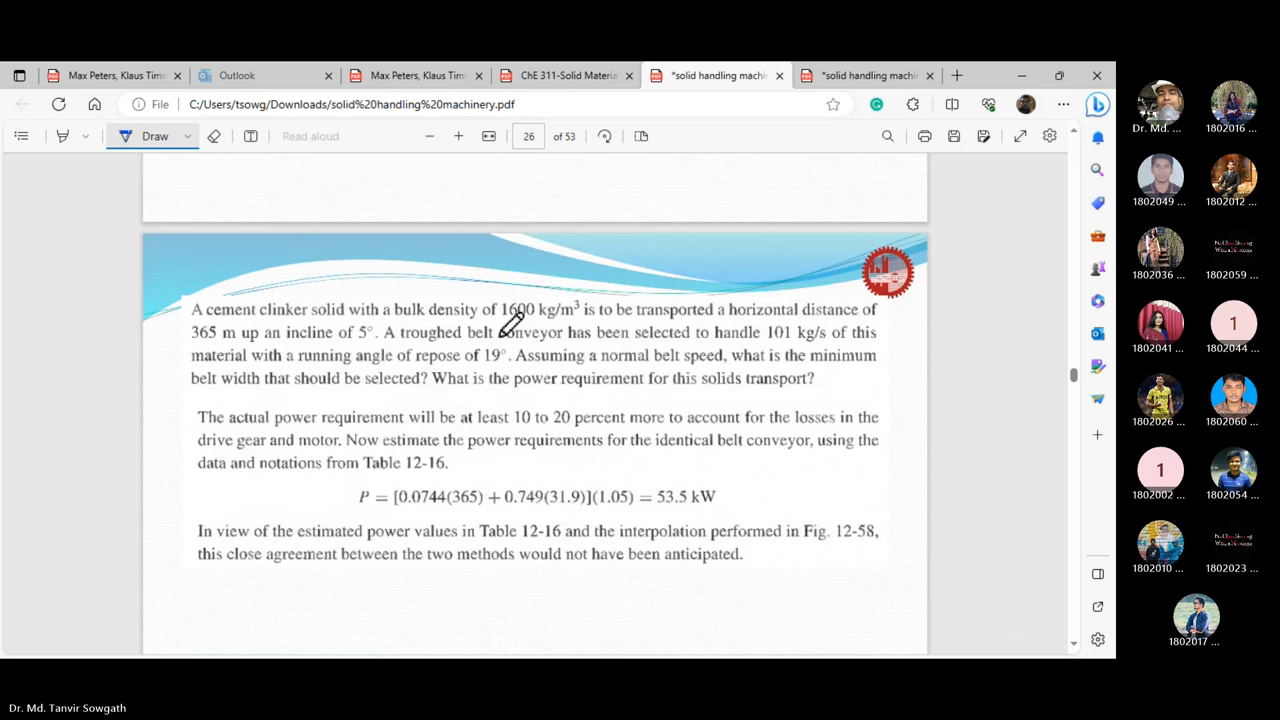 Max Peters, Klaus Timr
Outlook
Max Peters, Klaus Timr
ChE 311-Solid Materia
*solid handling machi
*solid handling machi
File
C:/Users/tsowg/Downloads/solid%20handling%20machinery.pdf
Draw
Read aloud
26
of 53
A cement clinker solid with a bulk density of 1600 kg/m³ is to be transported a horizontal distance of
365 m up an incline of 5°. A troughed belt conveyor has been selected to handle 101 kg/s of this
material with a running angle of repose of 19°. Assuming a normal belt speed, what is the minimum
belt width that should be selected? What is the power requirement for this solids transport?
The actual power requirement will be at least 10 to 20 percent more to account for the losses in the
drive gear and motor. Now estimate the power requirements for the identical belt conveyor, using the
data and notations from Table 12-16.
P = [0.0744(365) + 0.749(31.9)](1.05) = 53.5 kW
In view of the estimated power values in Table 12-16 and the interpolation performed in Fig. 12-58,
this close agreement between the two methods would not have been anticipated.
Dr. Md. ...
1802016 ...
1802049 ...
1802012 ...
1802036 ...
1802059 ...
1
1802041 ...
1802044 ...
1802026 ...
1802060 ...
1
1802002 ...
1802054 ...
1802010 ...
1802023 ...
1802017 ...
Dr. Md. Tanvir Sowgath